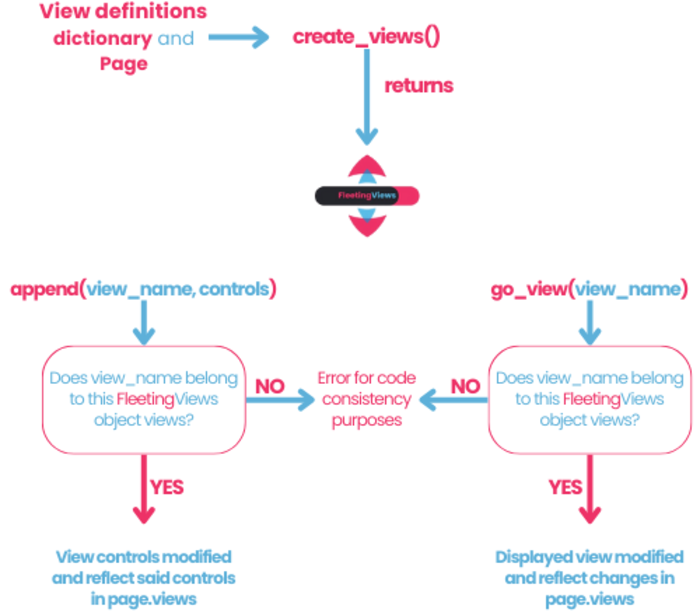 View definitions
dictionary and
Page
create_views()
returns
FleetingViews
append(view_name, controls)
go_view(view_name)
Does view_name belong
to this FleetingViews
object views?
NO
Error for code
consistency
purposes
NO
Does view_name belong
to this FleetingViews
object views?
YES
YES
View controls modified
and reflect said controls
in page.views
Displayed view modified
and reflect changes in
page.views